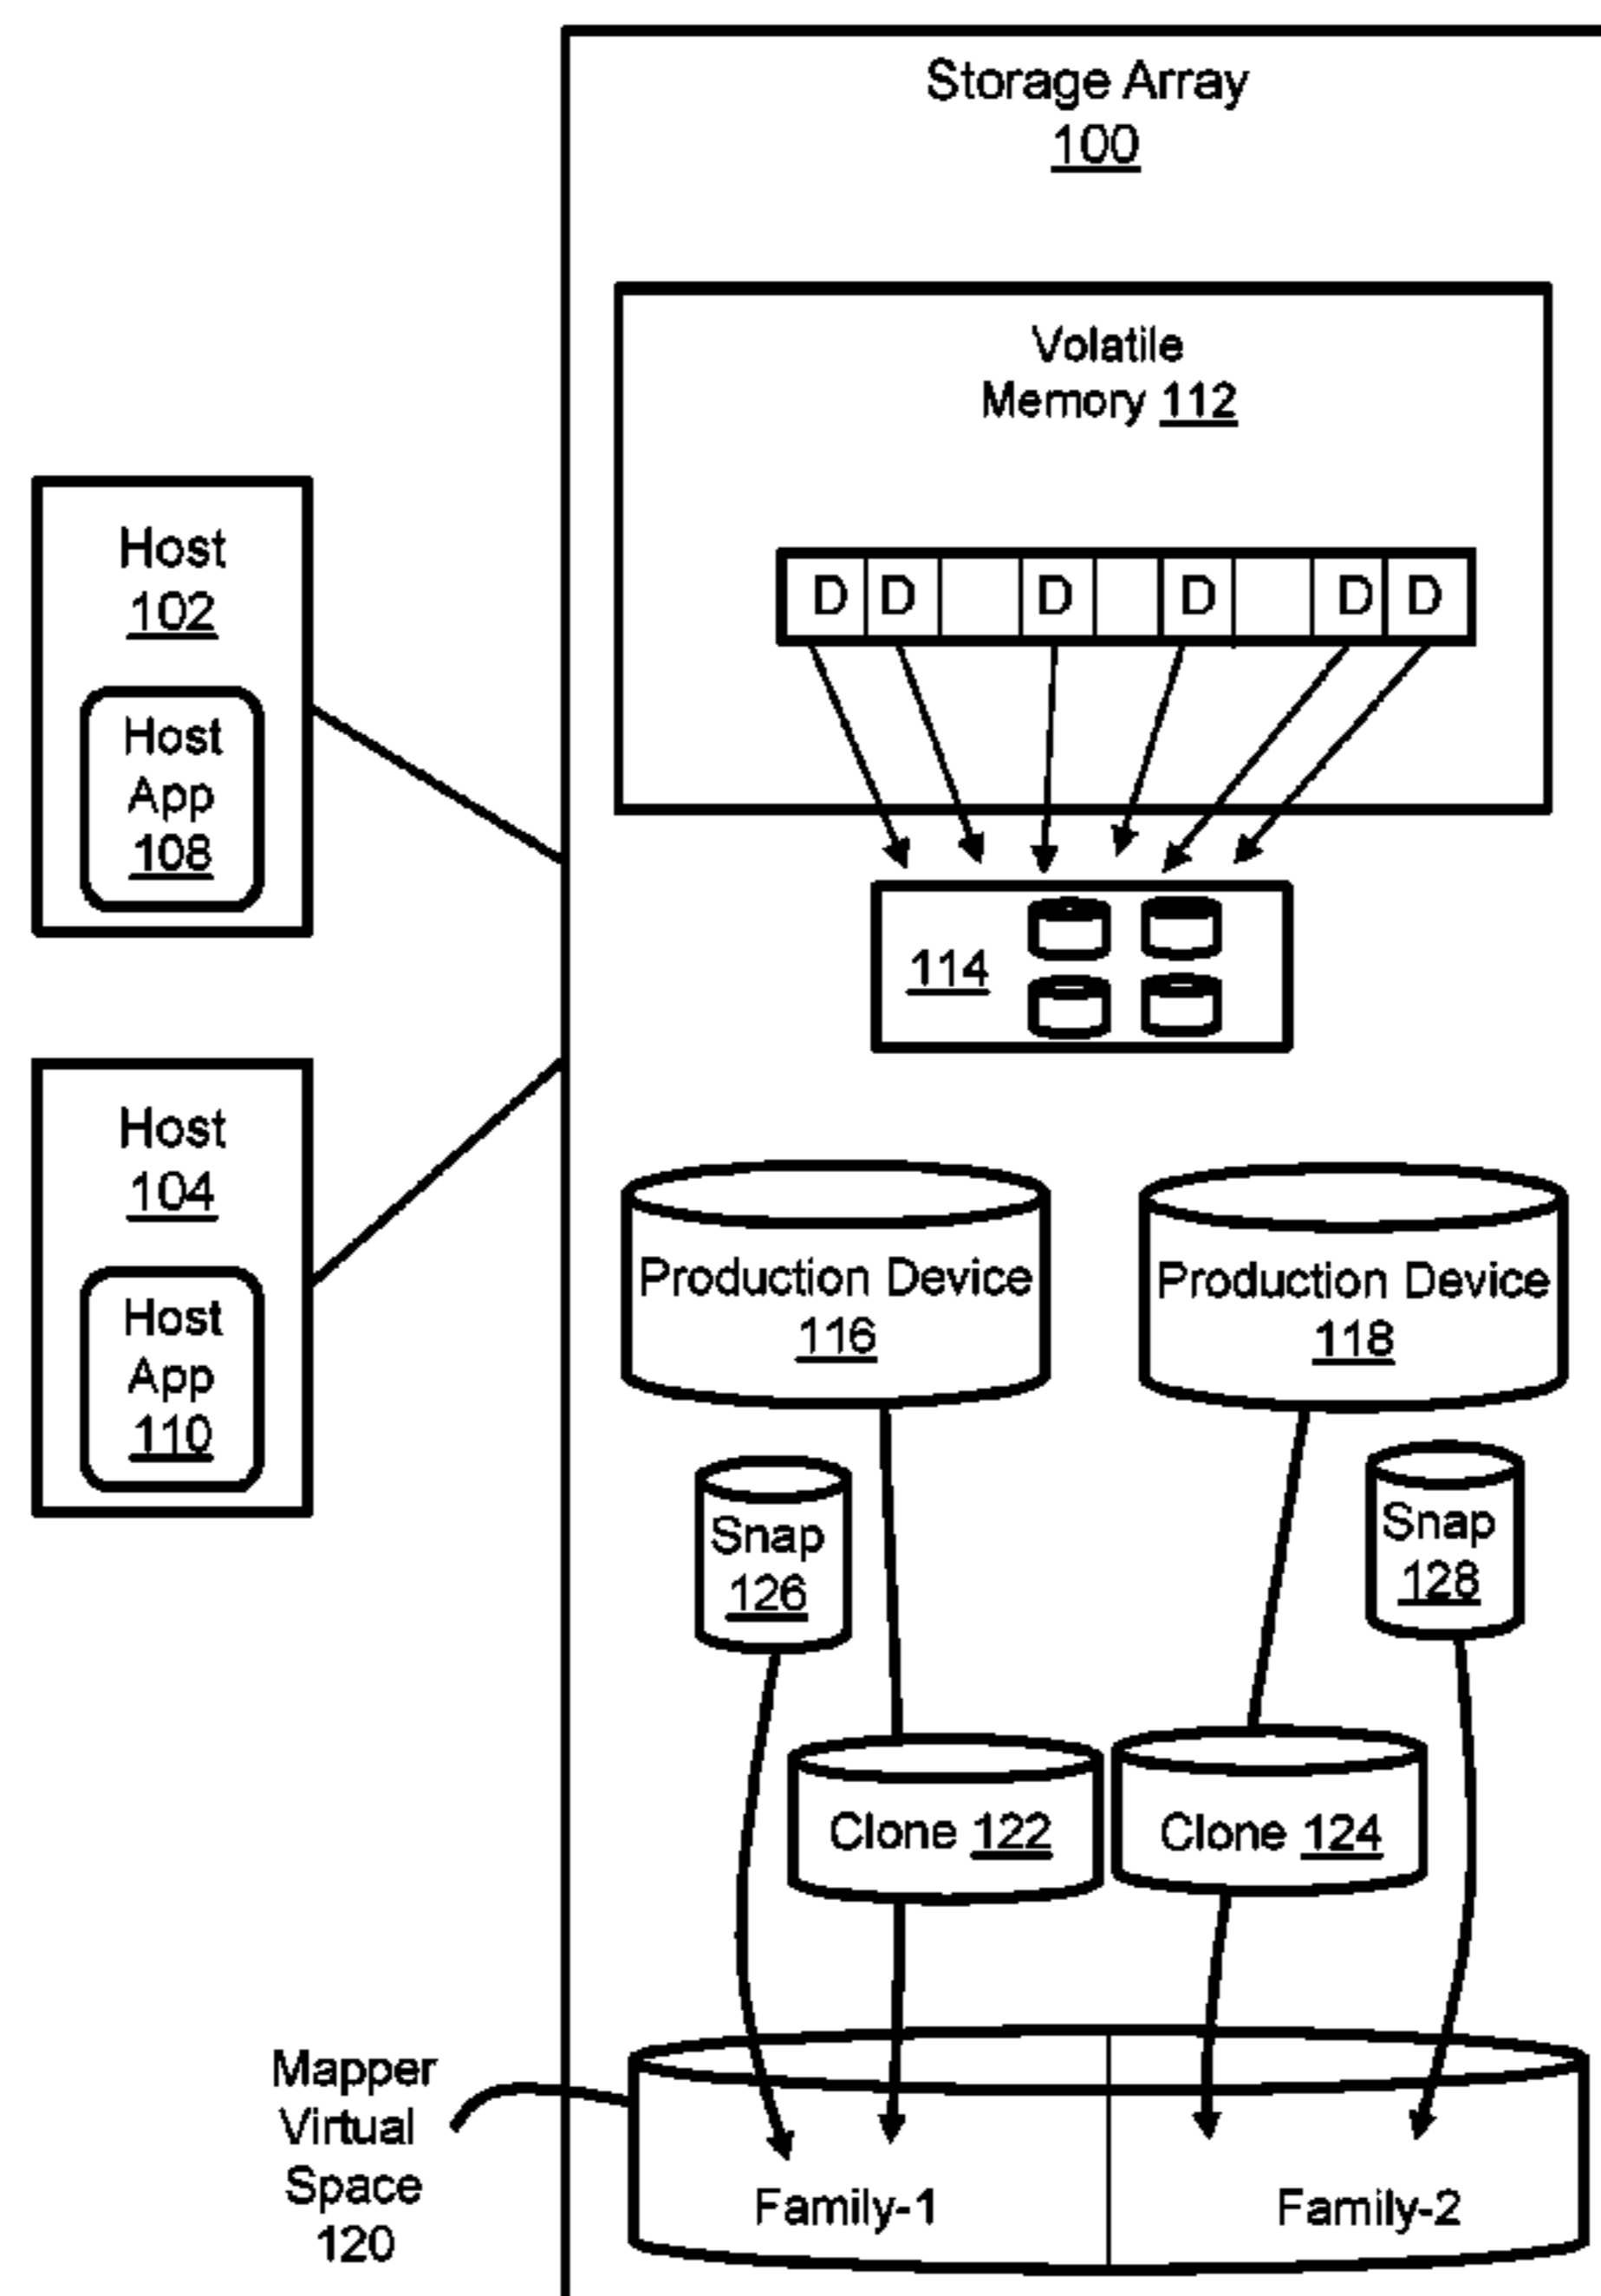 Storage Array
100
Volatile
Memory 112
D D D D D D
Host
102
Host
App
108
114
Host
104
Host
App
110
Production Device
116
Production Device
118
Snap
126
Snap
128
Clone 122
Clone 124
Mapper
Virtual
Space
120
Family-1
Family-2